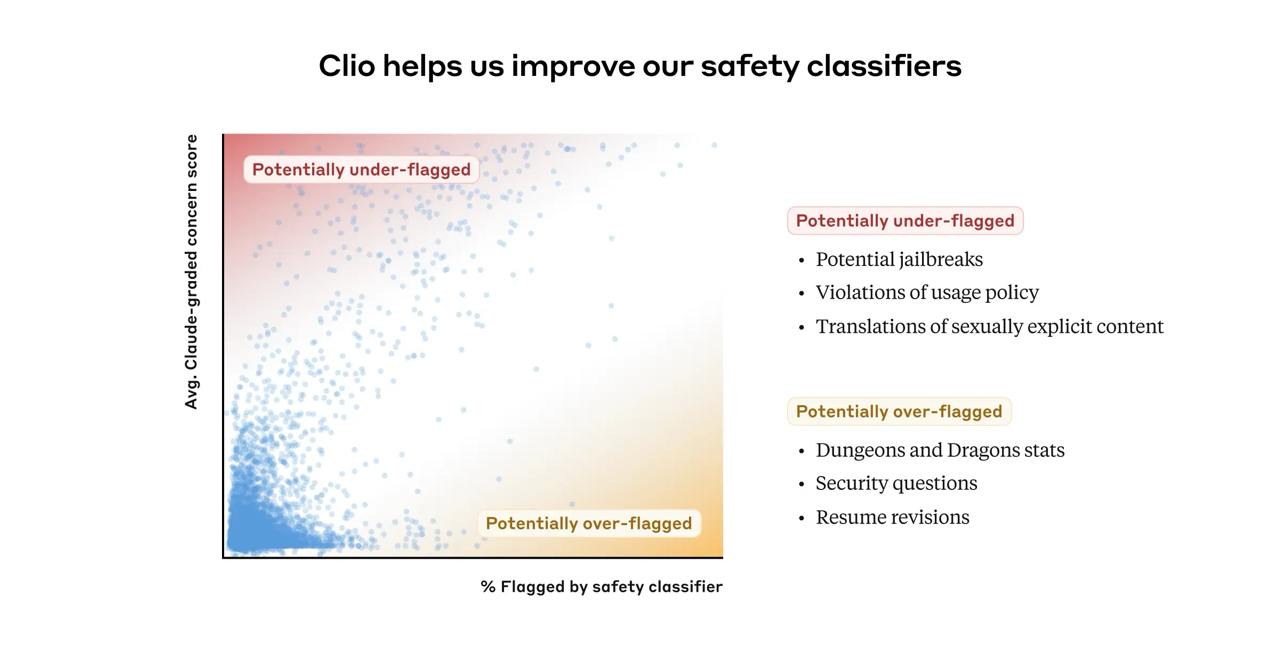 Clio helps us improve our safety classifiers
Avg. Claude-graded concern score
Potentially under-flagged
Potentially over-flagged
% Flagged by safety classifier
Potentially under-flagged
• Potential jailbreaks
• Violations of usage policy
• Translations of sexually explicit content
Potentially over-flagged
• Dungeons and Dragons stats
• Security questions
• Resume revisions